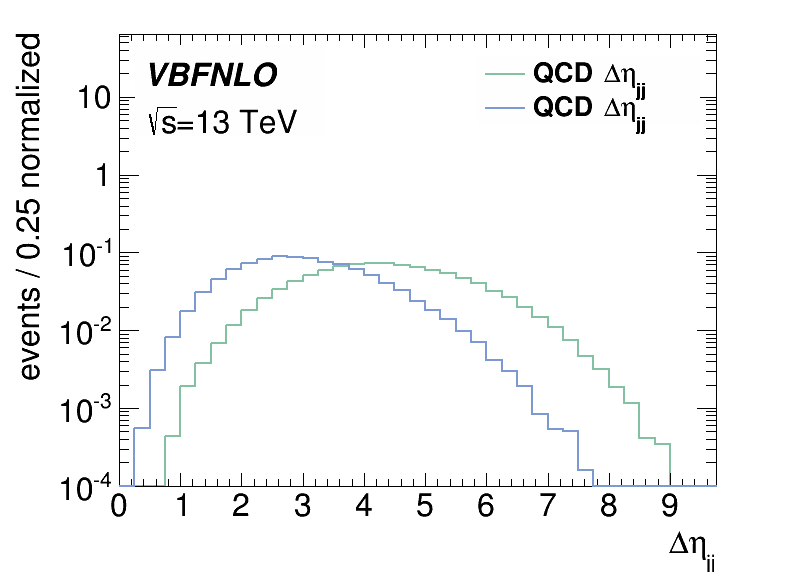 VBFNLO
√s=13 TeV
QCD Δη_jj
QCD Δη_jj
events / 0.25 normalized
10
1
10^-1
10^-2
10^-3
10^-4
0 1 2 3 4 5 6 7 8 9
Δη_jj